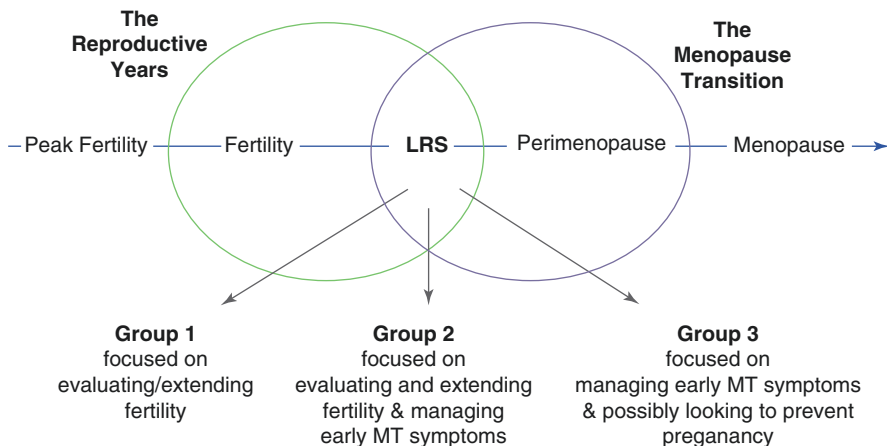 The
Reproductive
Years
The
Menopause
Transition
Peak Fertility
Fertility
LRS
Perimenopause
Menopause
Group 1
focused on
evaluating/extending
fertility
Group 2
focused on
evaluating and extending
fertility & managing
early MT symptoms
Group 3
focused on
managing early MT symptoms
& possibly looking to prevent
preganancy